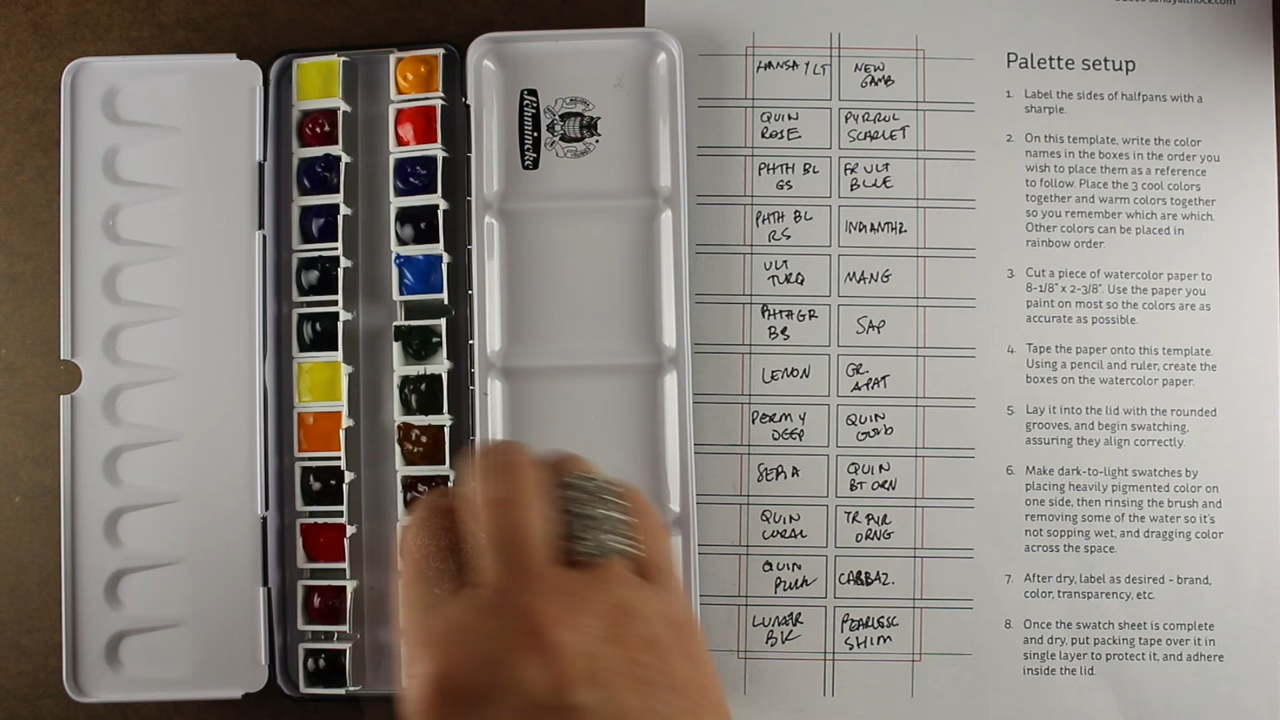 Schmincke
HANSA Y LT
NEW
GAMB
QUIN
ROSE
PYRROL
SCARLET
PHTH BL
GS
FR ULT
BLUE
PHTH BL
RS
INDIANTHR
ULT
TURQ
MANG
PHTHGR
BS
SAP
LEMON
GR.
APAT
PERM Y
DEEP
QUIN
GOLD
SEPIA
QUIN
BT ORN
QUIN
CORAL
TR PYR
ORNG
QUIN
CABBAZ.
LUNAR
BK
PEARLESC
SHIM
Palette setup
1. Label the sides of halfpans with a
sharpie.
2. On this template, write the color
names in the boxes in the order you
wish to place them as a reference
to follow. Place the 3 cool colors
together and warm colors together
so you remember which are which.
Other colors can be placed in
rainbow order.
3. Cut a piece of watercolor paper to
8-1/8" x 2-3/8". Use the paper you
paint on most so the colors are as
accurate as possible.
4. Tape the paper onto this template.
Using a pencil and ruler, create the
boxes on the watercolor paper.
5. Lay it into the lid with the rounded
grooves, and begin swatching,
assuring they align correctly.
6. Make dark-to-light swatches by
placing heavily pigmented color on
one side, then rinsing the brush and
removing some of the water so it's
not sopping wet, and dragging color
across the space.
7. After dry, label as desired - brand,
color, transparency, etc.
8. Once the swatch sheet is complete
and dry, put packing tape over it in
single layer to protect it, and adhere
inside the lid.